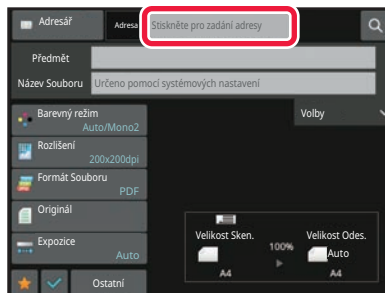 Adresář
Adresa
Stiskněte pro zadání adresy
Předmět
Název Souboru
Určeno pomocí systémových nastavení
Barevný režim
Auto/Mono2
Volby
Rozlišení
200x200dpi
Formát Souboru
PDF
Originál
Velikost Sken.
100%
Velikost Odes.
Auto
A4
A4
Expozice
Auto
Ostatní